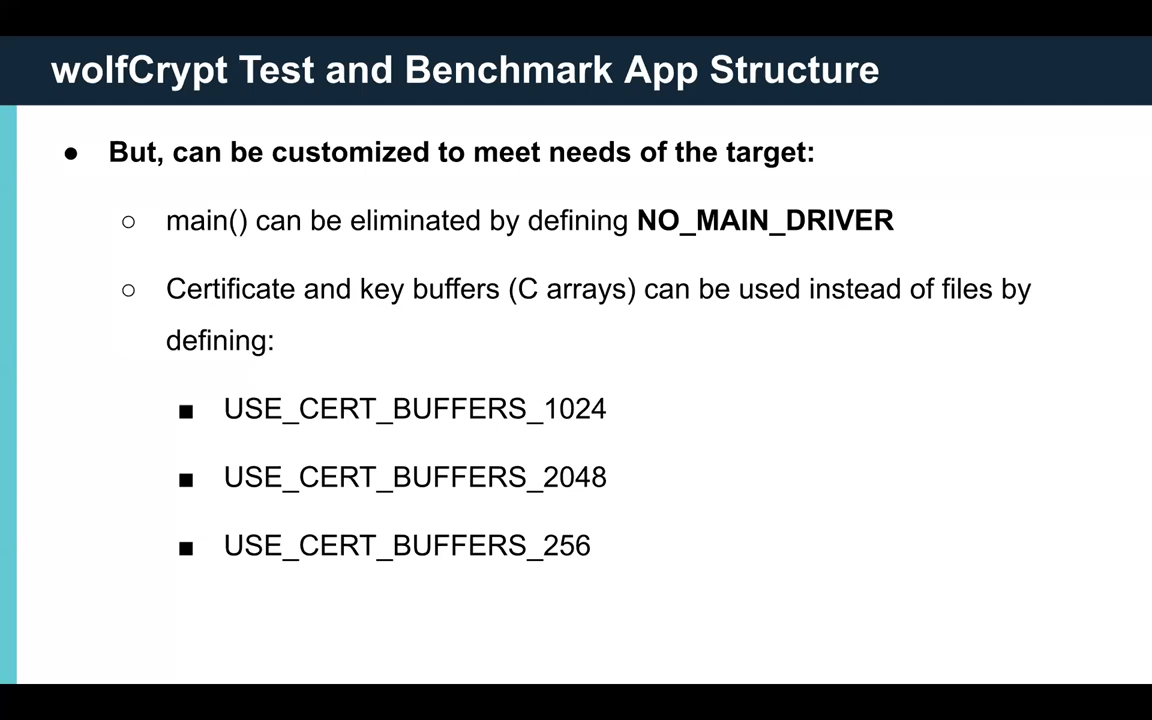 wolfCrypt Test and Benchmark App Structure
● But, can be customized to meet needs of the target:
○ main() can be eliminated by defining NO_MAIN_DRIVER
○ Certificate and key buffers (C arrays) can be used instead of files by
defining:
■ USE_CERT_BUFFERS_1024
■ USE_CERT_BUFFERS_2048
■ USE_CERT_BUFFERS_256